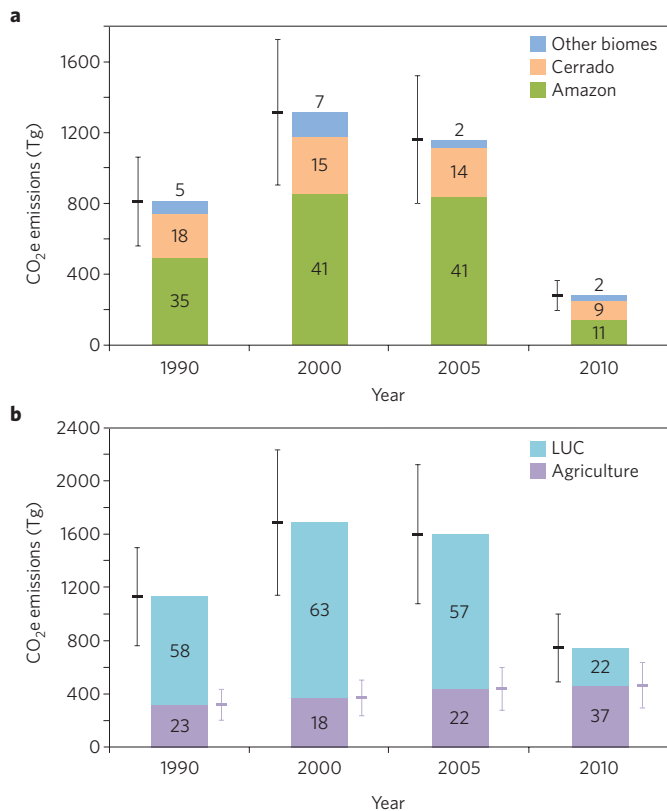 a
Other biomes
Cerrado
Amazon
CO₂e emissions (Tg)
1600
1200
800
400
0
5
18
35
7
15
41
2
14
41
2
9
11
1990 2000 2005 2010
Year
b
LUC
Agriculture
CO₂e emissions (Tg)
2400
2000
1600
1200
800
400
0
58
23
63
18
57
22
22
37
1990 2000 2005 2010
Year